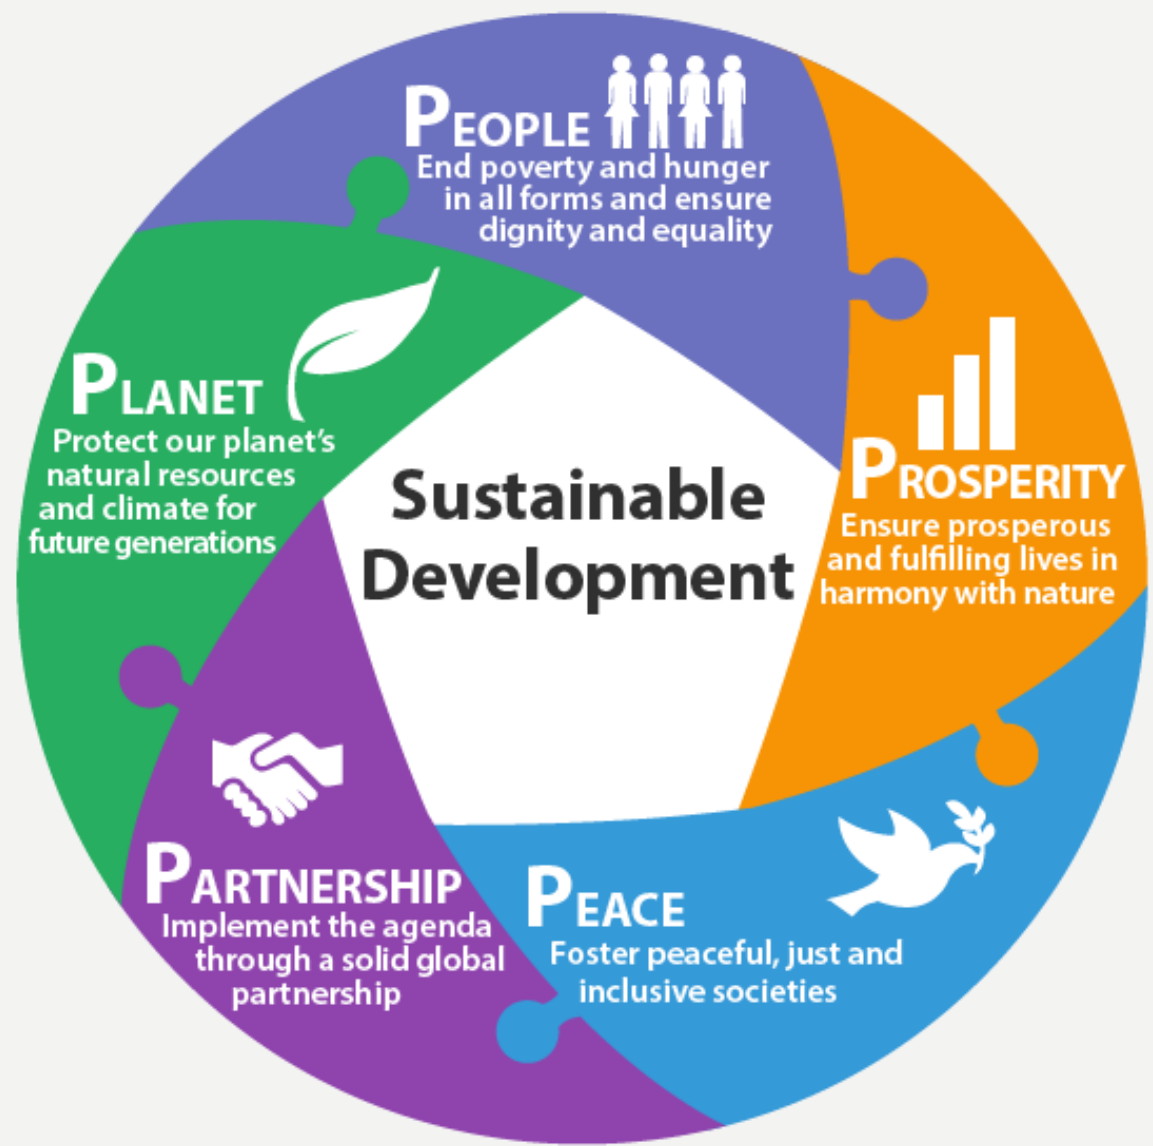 PEOPLE
End poverty and hunger
in all forms and ensure
dignity and equality
PROSPERITY
Ensure prosperous
and fulfilling lives in
harmony with nature
PEACE
Foster peaceful, just and
inclusive societies
PARTNERSHIP
Implement the agenda
through a solid global
partnership
PLANET
Protect our planet's
natural resources
and climate for
future generations
Sustainable
Development